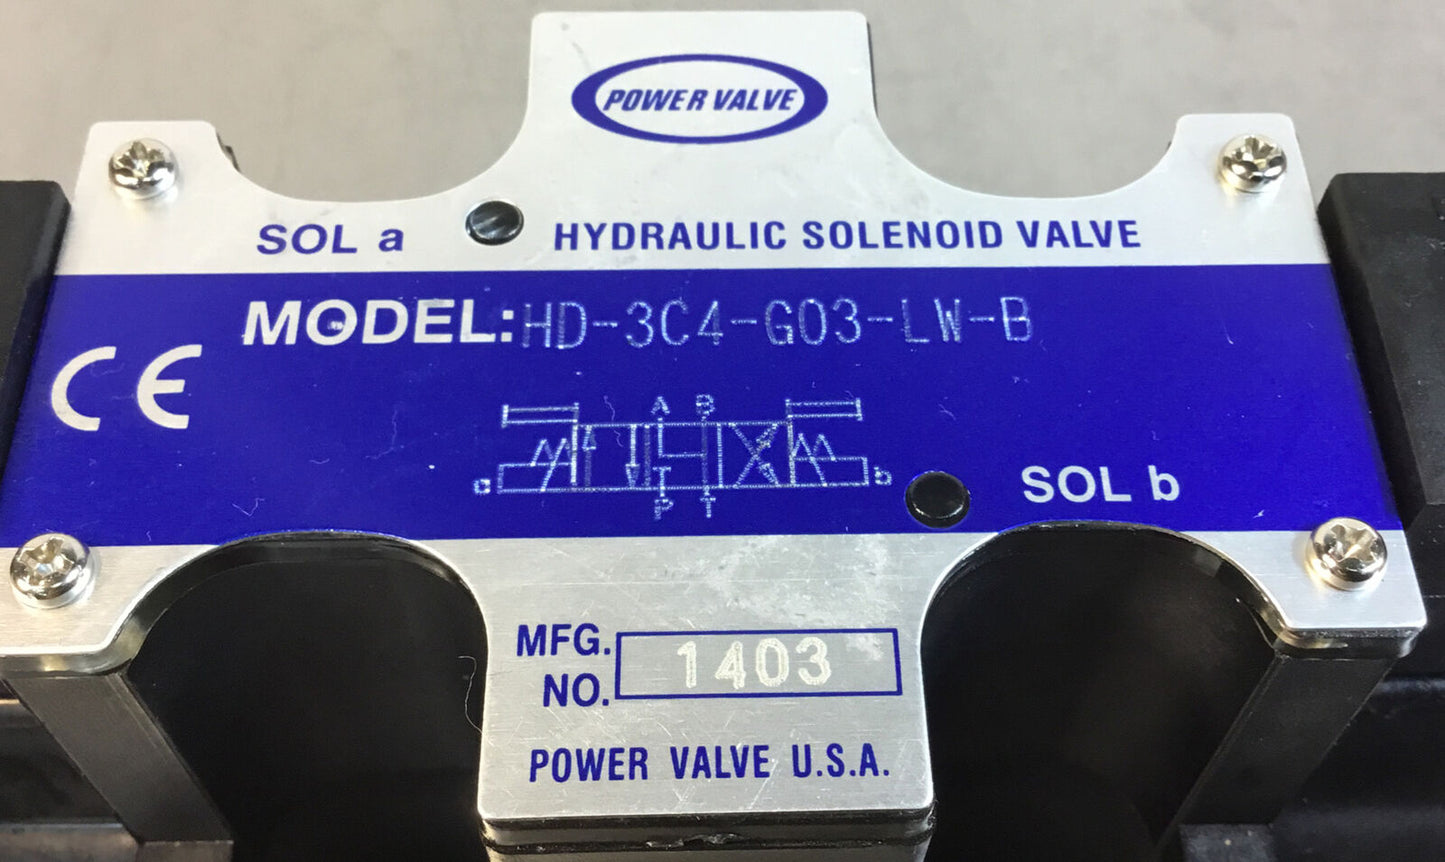 POWER VALVE
SOL a
HYDRAULIC SOLENOID VALVE
MODEL: HD-3C4-G03-LW-B
CE
A B
a b
P T
SOL b
MFG. NO. 1403
POWER VALVE U.S.A.